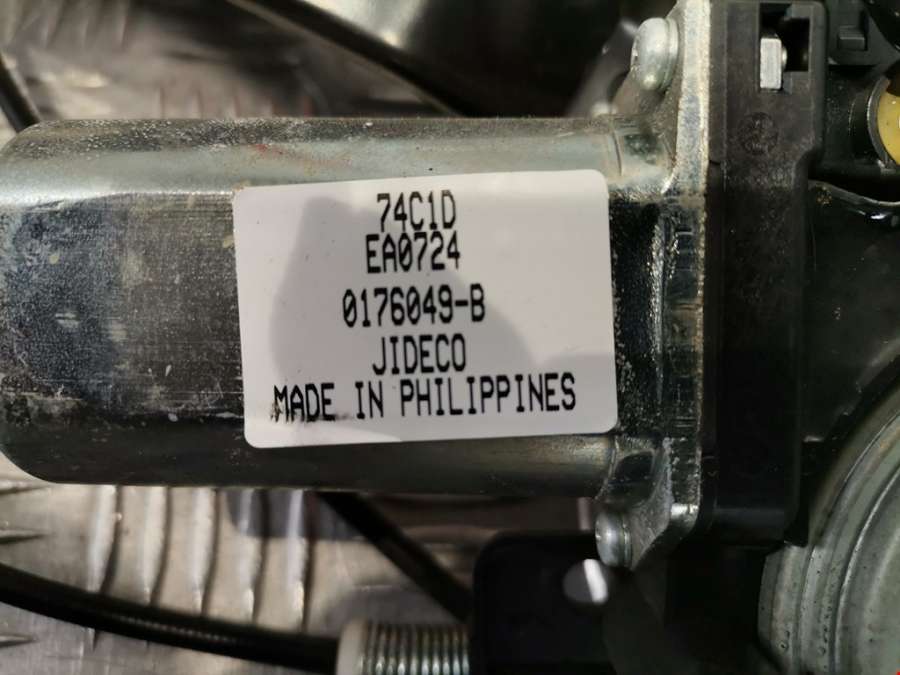 74C1D
EA0724
0176049-B
JIDECO
MADE IN PHILIPPINES